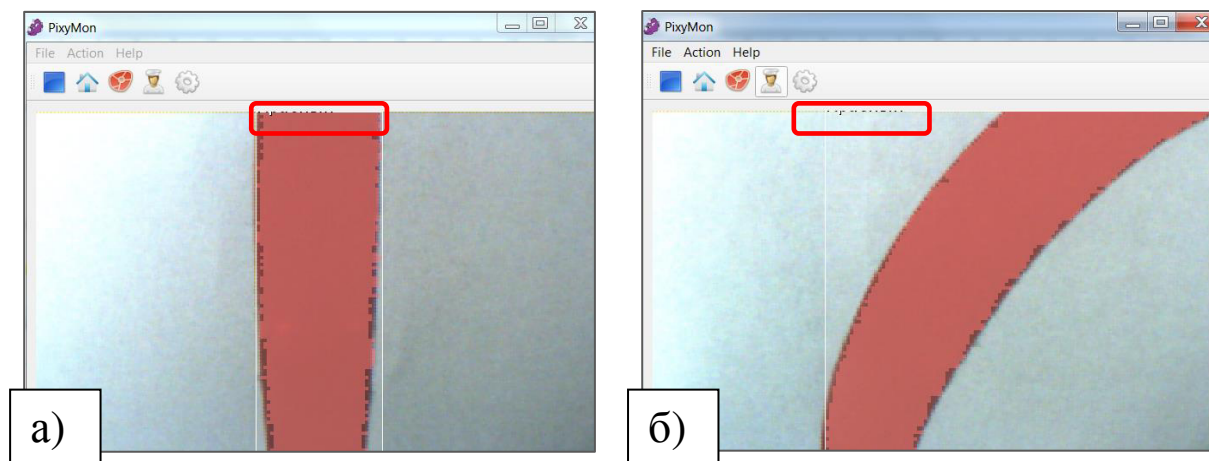 PixyMon
File Action Help
а)
PixyMon
File Action Help
б)